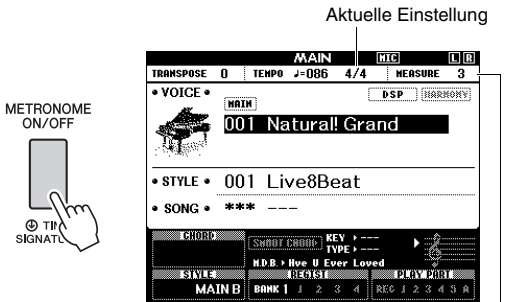 Aktuelle Einstellung
MAIN MIC L R
TRANSPOSE 0 TEMPO ♩=086 4/4 MEASURE 3
• VOICE • MAIN DSP HARMONY
001 Natural! Grand
METRONOME
ON/OFF
SIGNATU
• STYLE • 001 Live8Beat
• SONG • *** ---
CHORD SMART CHORD KEY ▸ ---
TYPE ▸ ---
M.D.B. ▸ Hve U Ever Loved
STYLE REGIST PLAY PART
MAIN B BANK 1 1 2 3 4 REC 1 2 3 4 5 A